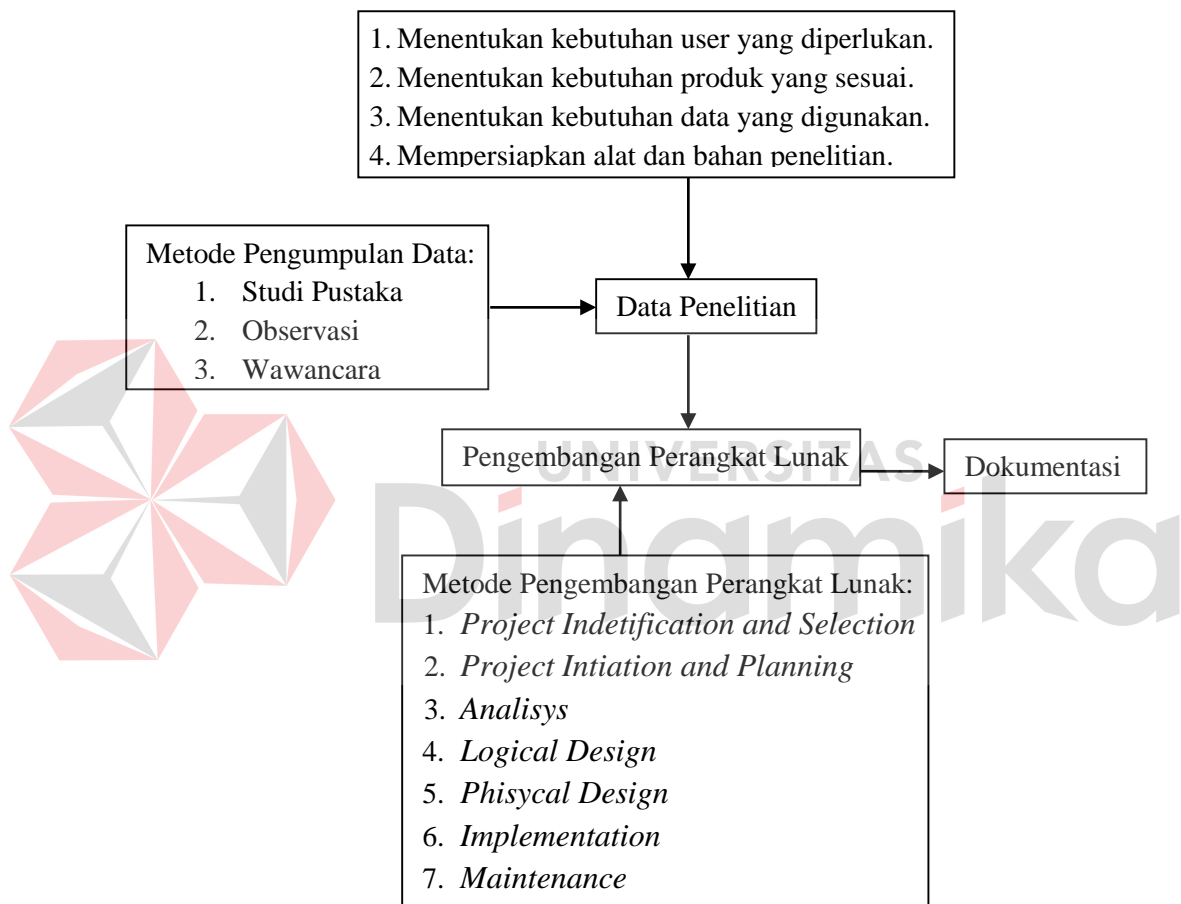 1. Menentukan kebutuhan user yang diperlukan.
2. Menentukan kebutuhan produk yang sesuai.
3. Menentukan kebutuhan data yang digunakan.
4. Mempersiapkan alat dan bahan penelitian.
Metode Pengumpulan Data:
1. Studi Pustaka
2. Observasi
3. Wawancara
Data Penelitian
Pengembangan Perangkat Lunak
Dokumentasi
UNIVERSITAS
Dinamika
Metode Pengembangan Perangkat Lunak:
1. Project Indetification and Selection
2. Project Intiation and Planning
3. Analisys
4. Logical Design
5. Phisycal Design
6. Implementation
7. Maintenance